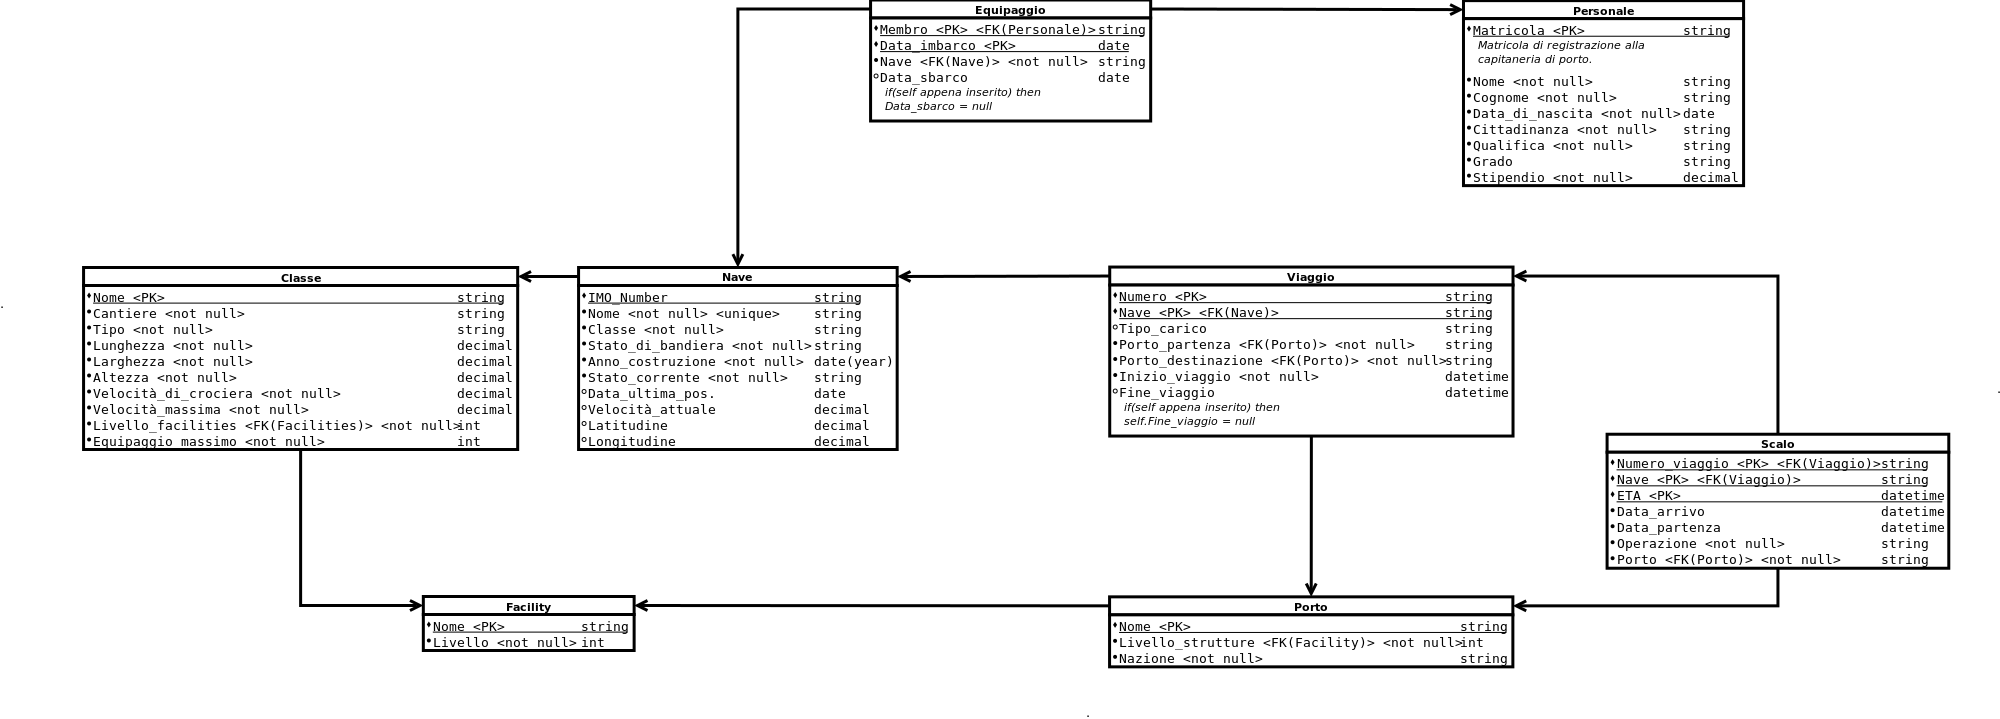 Equipaggio
Membro <PK> <FK(Personale)> string
Data_imbarco <PK> date
Nave <FK(Nave)> <not null> string
Data_sbarco date
if(self appena inserito) then
Data_sbarco = null
Personale
Matricola <PK> string
Matricola di registrazione alla
capitaneria di porto.
Nome <not null> string
Cognome <not null> string
Data_di_nascita <not null> date
Cittadinanza <not null> string
Qualifica <not null> string
Grado string
Stipendio <not null> decimal
Classe
Nome <PK> string
Cantiere <not null> string
Tipo <not null> string
Lunghezza <not null> decimal
Larghezza <not null> decimal
Altezza <not null> decimal
Velocità_di_crociera <not null> decimal
Velocità_massima <not null> decimal
Livello_facilities <FK(Facilities)> <not null> int
Equipaggio_massimo <not null> int
Nave
IMO_Number string
Nome <not null> <unique> string
Classe <not null> string
Stato_di_bandiera <not null> string
Anno_costruzione <not null> date(year)
Stato_corrente <not null> string
Data_ultima_pos. date
Velocità_attuale decimal
Latitudine decimal
Longitudine decimal
Viaggio
Numero <PK> string
Nave <PK> <FK(Nave)> string
Tipo_carico string
Porto_partenza <FK(Porto)> <not null> string
Porto_destinazione <FK(Porto)> <not null> string
Inizio_viaggio <not null> datetime
Fine_viaggio datetime
if(self appena inserito) then
self.Fine_viaggio = null
Scalo
Numero_viaggio <PK> <FK(Viaggio)> string
Nave <PK> <FK(Viaggio)> string
ETA <PK> datetime
Data_arrivo datetime
Data_partenza datetime
Operazione <not null> string
Porto <FK(Porto)> <not null> string
Facility
Nome <PK> string
Livello <not null> int
Porto
Nome <PK> string
Livello_strutture <FK(Facility)> <not null> int
Nazione <not null> string